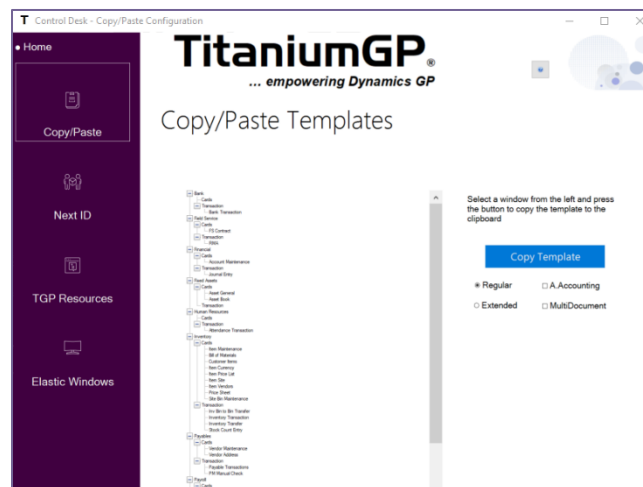 T Control Desk - Copy/Paste Configuration
Home
TitaniumGP®
... empowering Dynamics GP
Copy/Paste
Copy/Paste Templates
Next ID
TGP Resources
Elastic Windows
Bank
Cards
Transaction
Bank Transaction
Field Service
Cards
FS Contract
Transaction
RMA
Financial
Cards
Account Maintenance
Transaction
Journal Entry
Fixed Assets
Cards
Asset General
Asset Book
Transaction
Human Resources
Cards
Transaction
Attendance Transaction
Inventory
Cards
Item Maintenance
Bill of Materials
Customer Items
Item Currency
Item Price List
Item Site
Item Vendors
Price Sheet
Site Bin Maintenance
Transaction
Inv Bin to Bin Transfer
Inventory Transaction
Inventory Transfer
Stock Count Entry
Payables
Cards
Vendor Maintenance
Vendor Address
Transaction
Payable Transactions
PM Manual Check
Payroll
Cards
Select a window from the left and press
the button to copy the template to the
clipboard
Copy Template
Regular
A.Accounting
Extended
MultiDocument